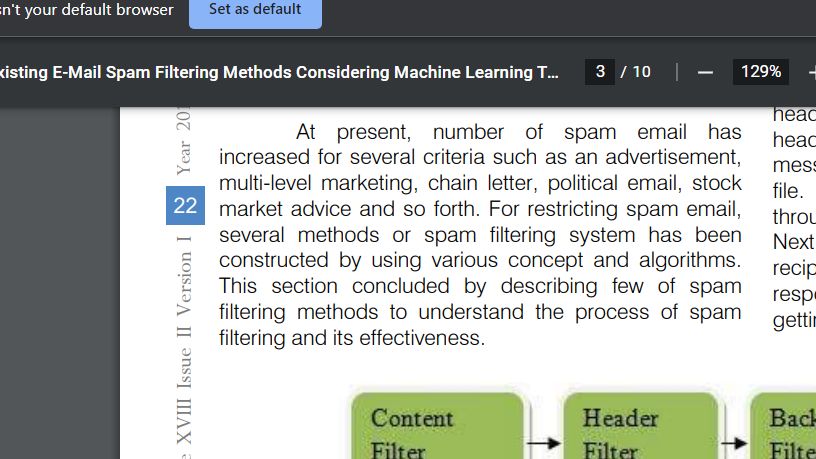 sn't your default browser Set as default
xisting E-Mail Spam Filtering Methods Considering Machine Learning T... 3 / 10 129%
Year 201
22
XVIII Issue II Version I
At present, number of spam email has
increased for several criteria such as an advertisement,
multi-level marketing, chain letter, political email, stock
market advice and so forth. For restricting spam email,
several methods or spam filtering system has been
constructed by using various concept and algorithms.
This section concluded by describing few of spam
filtering methods to understand the process of spam
filtering and its effectiveness.
head
head
mess
file.
throu
Next
recip
respo
gettin
Content
Filter
Header
Filter
Back
Filte